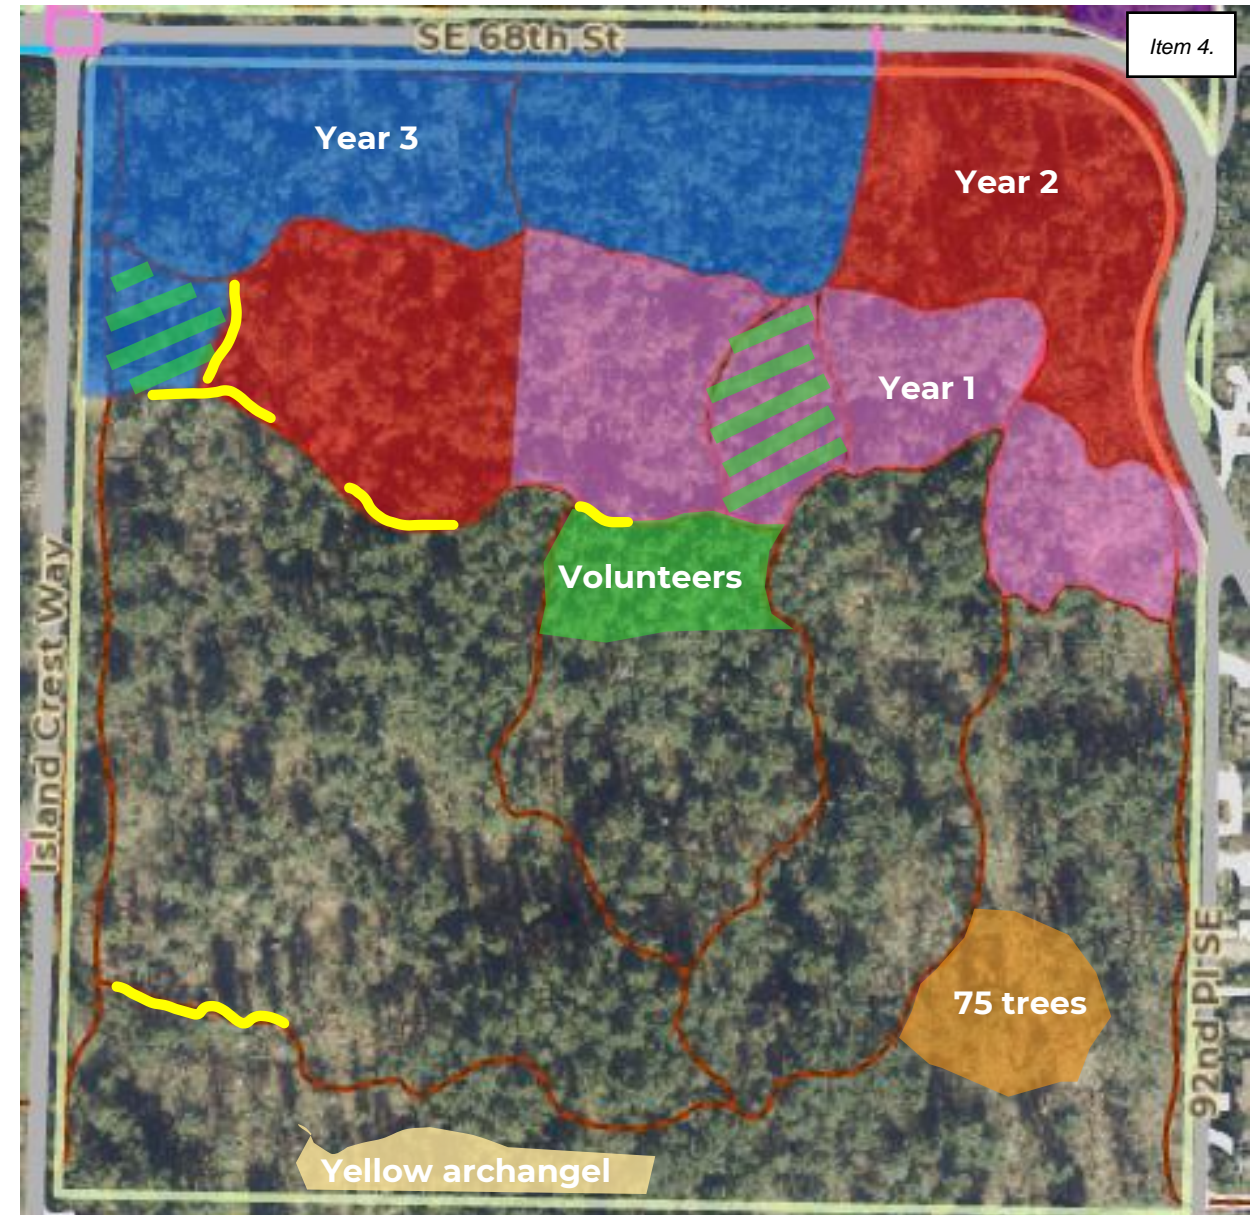 SE 68th St
Item 4.
Year 3
Year 2
Year 1
Volunteers
Island Crest Way
75 trees
92nd Pl SE
Yellow archangel